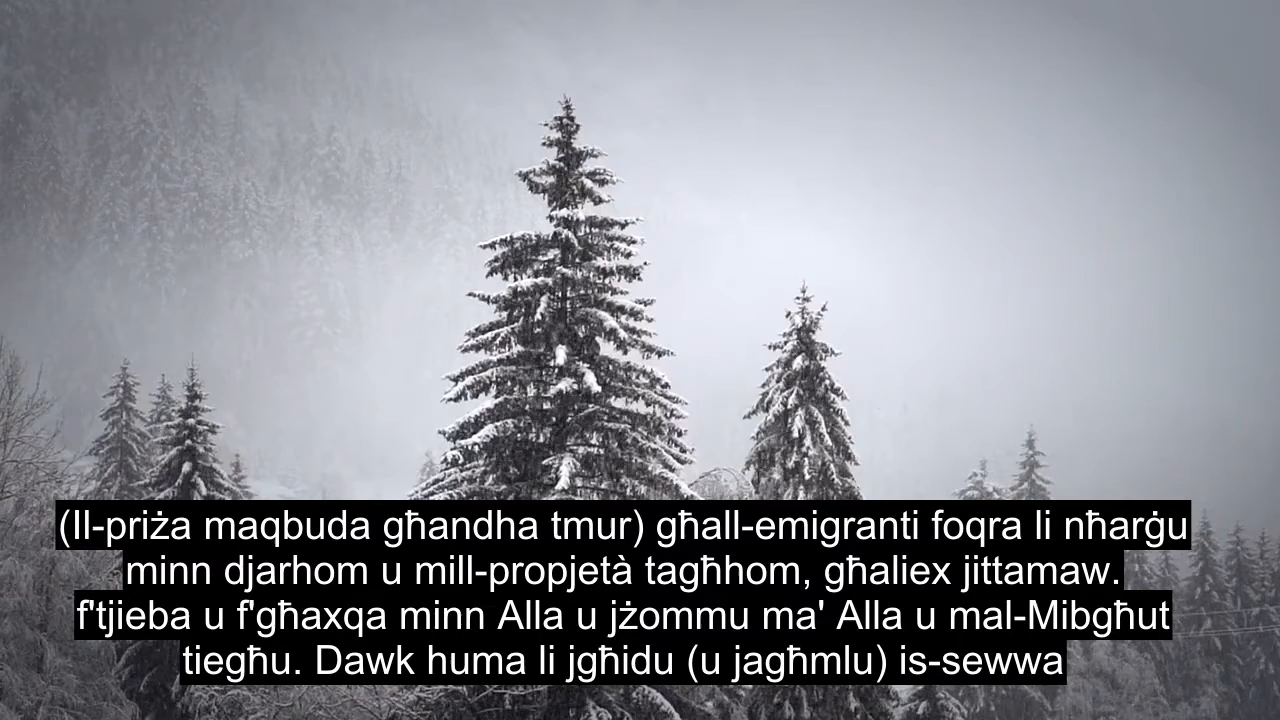 (Il-priża maqbuda għandha tmur) għall-emigranti foqra li nħarġu
minn djarhom u mill-propjetà tagħhom, għaliex jittamaw.
f'tjieba u f'għaxqa minn Alla u jżommu ma' Alla u mal-Mibgħut
tiegħu. Dawk huma li jgħidu (u jagħmlu) is-sewwa